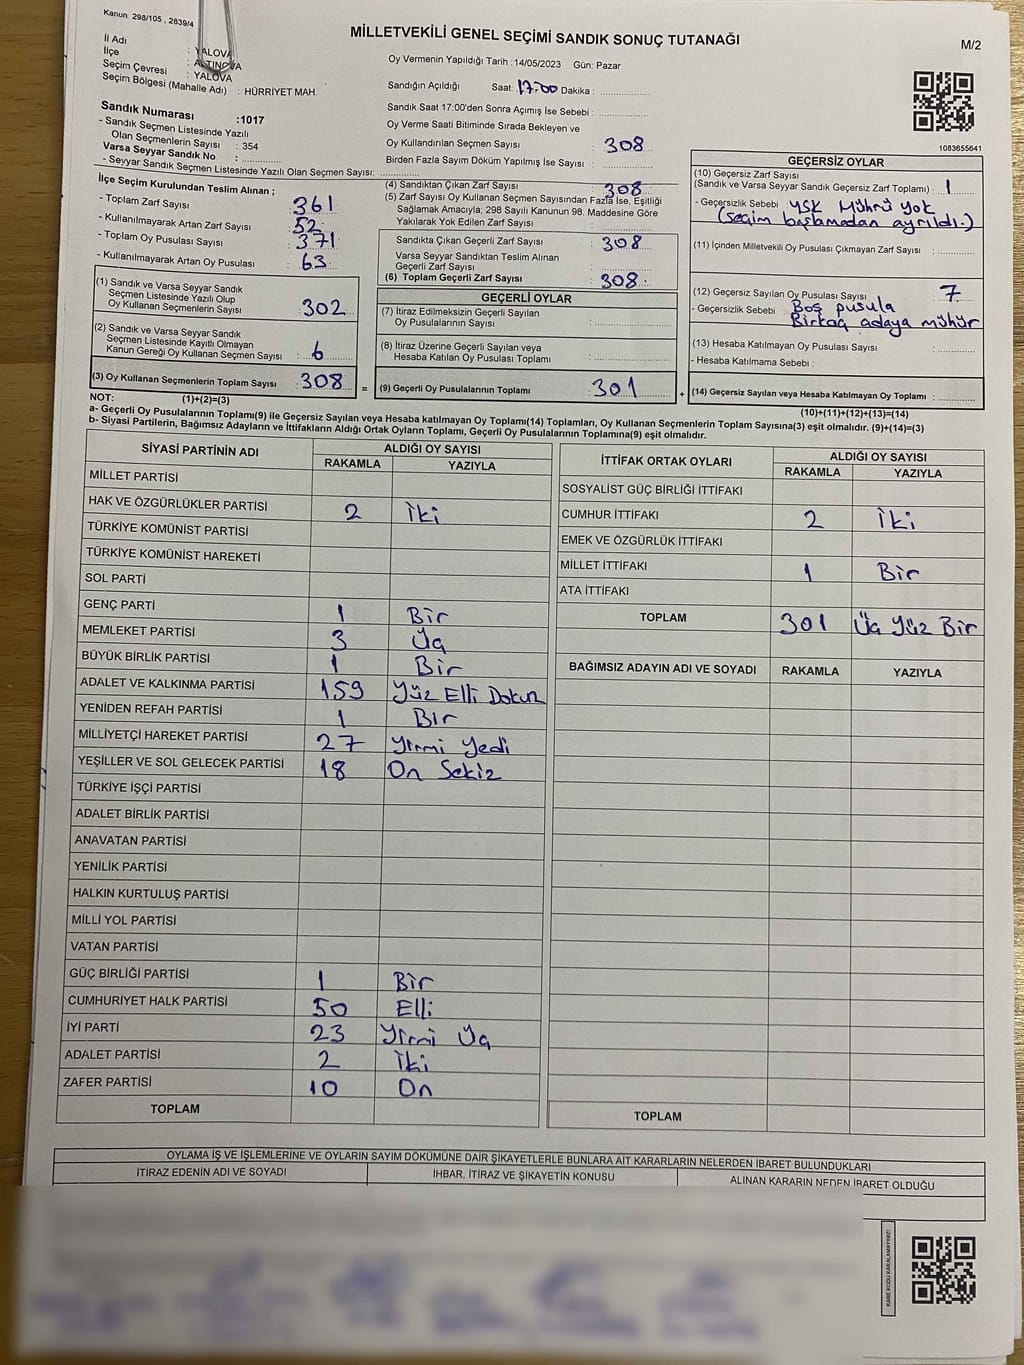 Kanun. 298/105 , 2839/4
MİLLETVEKİLİ GENEL SEÇİMİ SANDIK SONUÇ TUTANAĞI
M/2
İl Adı : YALOVA
İlçe : ALTINOVA
Seçim Çevresi : YALOVA
Seçim Bölgesi (Mahalle Adı) : HÜRRİYET MAH.
Sandık Numarası :1017
- Sandık Seçmen Listesinde Yazılı
Olan Seçmenlerin Sayısı : 354
Varsa Seyyar Sandık No :
- Seyyar Sandık Seçmen Listesinde Yazılı Olan Seçmen Sayısı:
Oy Vermenin Yapıldığı Tarih :14/05/2023 Gün: Pazar
Sandığın Açıldığı Saat: 17:00 Dakika :
Sandık Saat 17:00'den Sonra Açımış İse Sebebi :
Oy Verme Saati Bitiminde Sırada Bekleyen ve
Oy Kullandırılan Seçmen Sayısı : 308
Birden Fazla Sayım Döküm Yapılmış İse Sayısı :
1083655641
İlçe Seçim Kurulundan Teslim Alınan ;
- Toplam Zarf Sayısı : 361
- Kullanılmayarak Artan Zarf Sayısı : 52
- Toplam Oy Pusulası Sayısı : 371
- Kullanılmayarak Artan Oy Pusulası : 63
(1) Sandık ve Varsa Seyyar Sandık
Seçmen Listesinde Yazılı Olup
Oy Kullanan Seçmenlerin Sayısı : 302
(2) Sandık ve Varsa Seyyar Sandık
Seçmen Listesinde Kayıtlı Olmayan
Kanun Gereği Oy Kullanan Seçmen Sayısı : 6
(3) Oy Kullanan Seçmenlerin Toplam Sayısı : 308 =
(4) Sandıktan Çıkan Zarf Sayısı : 308
(5) Zarf Sayısı Oy Kullanan Seçmen Sayısından Fazla İse, Eşitliği
Sağlamak Amacıyla, 298 Sayılı Kanunun 98. Maddesine Göre
Yakılarak Yok Edilen Zarf Sayısı :
Sandıkta Çıkan Geçerli Zarf Sayısı : 308
Varsa Seyyar Sandıktan Teslim Alınan
Geçerli Zarf Sayısı :
(6) Toplam Geçerli Zarf Sayısı : 308
GEÇERLİ OYLAR
(7) İtiraz Edilmeksizin Geçerli Sayılan
Oy Pusulalarının Sayısı :
(8) İtiraz Üzerine Geçerli Sayılan veya
Hesaba Katılan Oy Pusulası Toplamı :
(9) Geçerli Oy Pusulalarının Toplamı : 301 +
GEÇERSİZ OYLAR
(10) Geçersiz Zarf Sayısı
(Sandık ve Varsa Seyyar Sandık Geçersiz Zarf Toplamı) : 1
- Geçersizlik Sebebi : YSK Mührü yok
(seçim başlamadan ayrıldı.)
(11) İçinden Milletvekili Oy Pusulası Çıkmayan Zarf Sayısı :
(12) Geçersiz Sayılan Oy Pusulası Sayısı : 7
- Geçersizlik Sebebi : Boş pusula
Birkaç adaya mühür
(13) Hesaba Katılmayan Oy Pusulası Sayısı :
- Hesaba Katılmama Sebebi :
(14) Geçersiz Sayılan veya Hesaba Katılmayan Oy Toplamı :
NOT: (1)+(2)=(3)
(10)+(11)+(12)+(13)=(14)
a- Geçerli Oy Pusulalarının Toplamı(9) ile Geçersiz Sayılan veya Hesaba katılmayan Oy Toplamı(14) Toplamları, Oy Kullanan Seçmenlerin Toplam Sayısına(3) eşit olmalıdır. (9)+(14)=(3)
b- Siyasi Partilerin, Bağımsız Adayların ve İttifakların Aldığı Ortak Oyların Toplamı, Geçerli Oy Pusulalarının Toplamına(9) eşit olmalıdır.
SİYASİ PARTİNİN ADI ALDIĞI OY SAYISI
RAKAMLA YAZIYLA
MİLLET PARTİSİ
HAK VE ÖZGÜRLÜKLER PARTİSİ 2 İki
TÜRKİYE KOMÜNİST PARTİSİ
TÜRKİYE KOMÜNİST HAREKETİ
SOL PARTİ
GENÇ PARTİ 1 Bir
MEMLEKET PARTİSİ 3 Üç
BÜYÜK BİRLİK PARTİSİ 1 Bir
ADALET VE KALKINMA PARTİSİ 159 Yüz Elli Dokuz
YENİDEN REFAH PARTİSİ 1 Bir
MİLLİYETÇİ HAREKET PARTİSİ 27 Yirmi Yedi
YEŞİLLER VE SOL GELECEK PARTİSİ 18 On Sekiz
TÜRKİYE İŞÇİ PARTİSİ
ADALET BİRLİK PARTİSİ
ANAVATAN PARTİSİ
YENİLİK PARTİSİ
HALKIN KURTULUŞ PARTİSİ
MİLLİ YOL PARTİSİ
VATAN PARTİSİ
GÜÇ BİRLİĞİ PARTİSİ 1 Bir
CUMHURİYET HALK PARTİSİ 50 Elli
İYİ PARTİ 23 Yirmi Üç
ADALET PARTİSİ 2 İki
ZAFER PARTİSİ 10 On
TOPLAM
İTTİFAK ORTAK OYLARI ALDIĞI OY SAYISI
RAKAMLA YAZIYLA
SOSYALİST GÜÇ BİRLİĞİ İTTİFAKI
CUMHUR İTTİFAKI 2 İki
EMEK VE ÖZGÜRLÜK İTTİFAKI
MİLLET İTTİFAKI 1 Bir
ATA İTTİFAKI
TOPLAM 301 Üç Yüz Bir
BAĞIMSIZ ADAYIN ADI VE SOYADI RAKAMLA YAZIYLA
TOPLAM
OYLAMA İŞ VE İŞLEMLERİNE VE OYLARIN SAYIM DÖKÜMÜNE DAİR ŞİKAYETLERLE BUNLARA AİT KARARLARIN NELERDEN İBARET BULUNDUKLARI
İTİRAZ EDENİN ADI VE SOYADI İHBAR, İTİRAZ VE ŞİKAYETİN KONUSU ALINAN KARARIN NEDEN İBARET OLDUĞU
KARE KODU KARALAMAYINIZ!